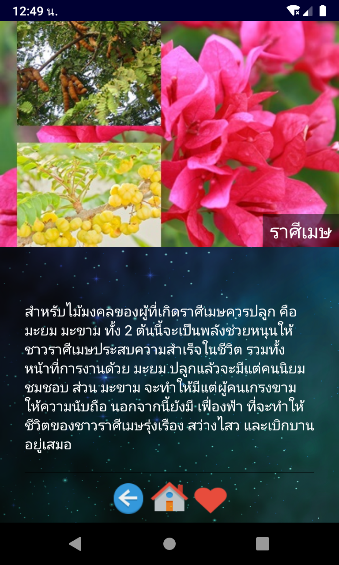 12:49 น.
ราศีเมษ
สำหรับไม้มงคลของผู้ที่เกิดราศีเมษควรปลูก คือ
มะยม มะขาม ทั้ง 2 ต้นนี้จะเป็นพลังช่วยหนุนให้
ชาวราศีเมษประสบความสำเร็จในชีวิต รวมทั้ง
หน้าที่การงานด้วย มะยม ปลูกแล้วจะมีแต่คนนิยม
ชมชอบ ส่วน มะขาม จะทำให้มีแต่ผู้คนเกรงขาม
ให้ความนับถือ นอกจากนี้ยังมี เฟื่องฟ้า ที่จะทำให้
ชีวิตของชาวราศีเมษรุ่งเรือง สว่างไสว และเบิกบาน
อยู่เสมอ